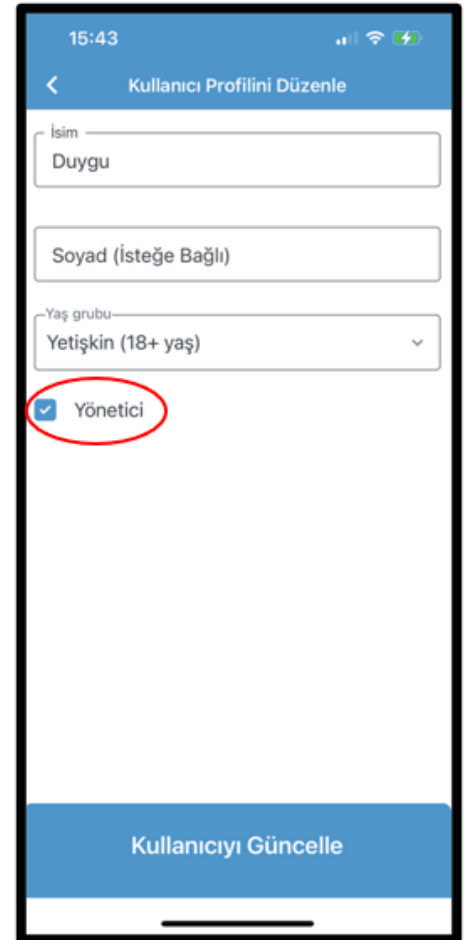 15:43
Kullanıcı Profilini Düzenle
İsim
Duygu
Soyad (İsteğe Bağlı)
Yaş grubu
Yetişkin (18+ yaş)
Yönetici
Kullanıcıyı Güncelle